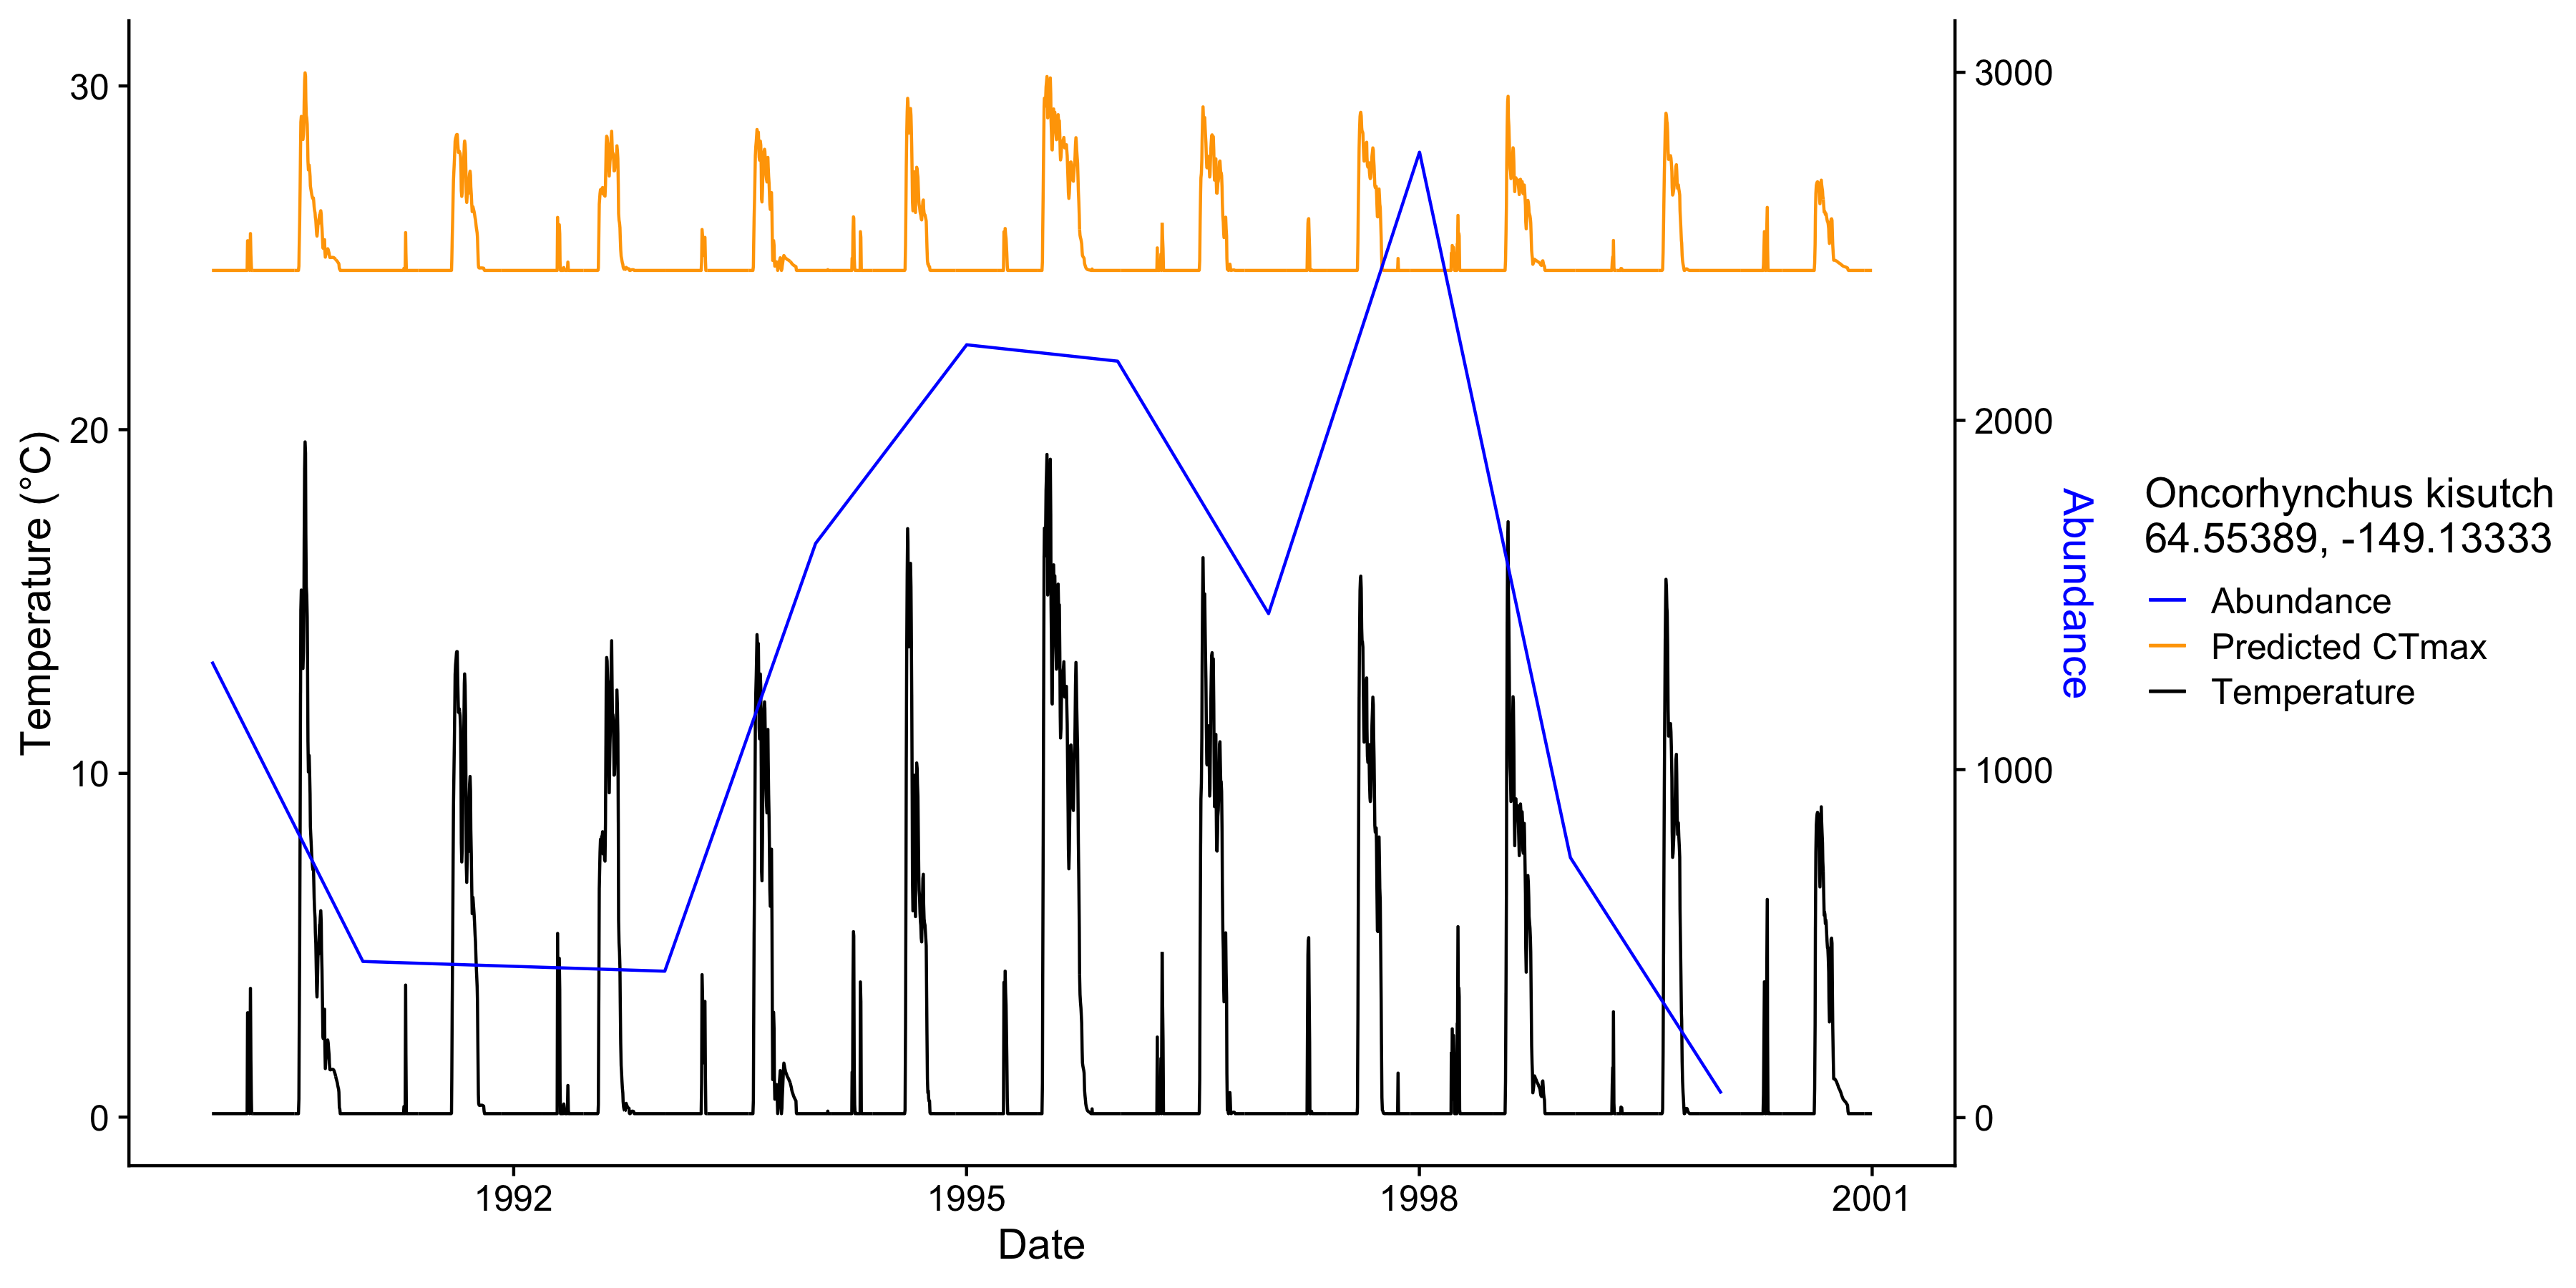 30
20
10
0
Temperature (°C)
1992
1995
1998
2001
Date
3000
2000
1000
0
Abundance
Oncorhynchus kisutch
64.55389, -149.13333
Abundance
Predicted CTmax
Temperature